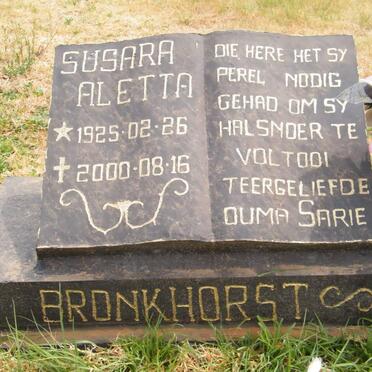 SUSARA
ALETTA
★ 1925-02-26
✝ 2000-08-16
DIE HERE HET SY
PEREL NODIG
GEHAD OM SY
HALSNOER TE
VOLTOOI
TEERGELIEFDE
OUMA SARIE
BRONKHORST